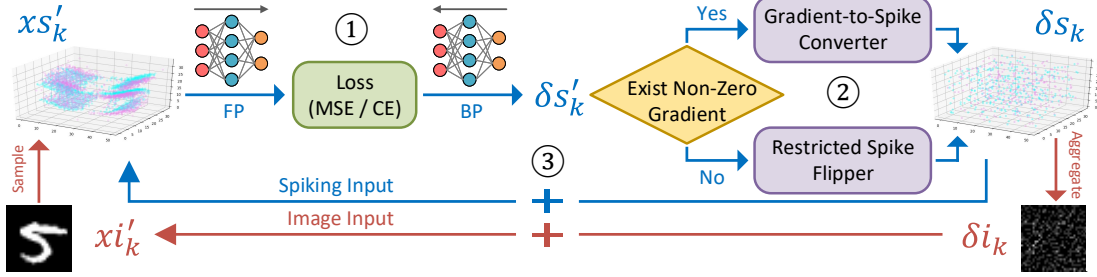 xs′ₖ
①
FP
Loss
(MSE / CE)
BP
δs′ₖ
Exist Non-Zero
Gradient
Yes
No
Gradient-to-Spike
Converter
②
Restricted Spike
Flipper
δsₖ
Sample
Aggregate
③
Spiking Input
+
Image Input
+
xi′ₖ
δiₖ